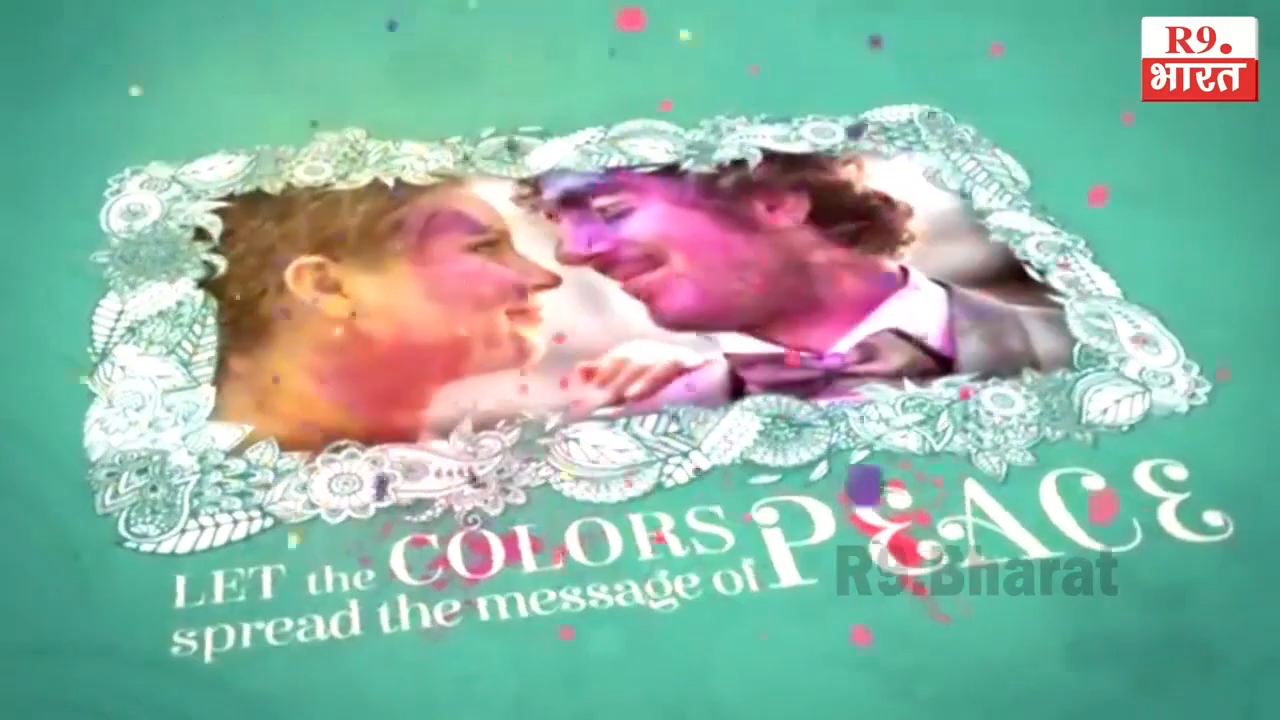 R9.
भारत
LET the COLORS
spread the message of PEACE
R9.Bharat